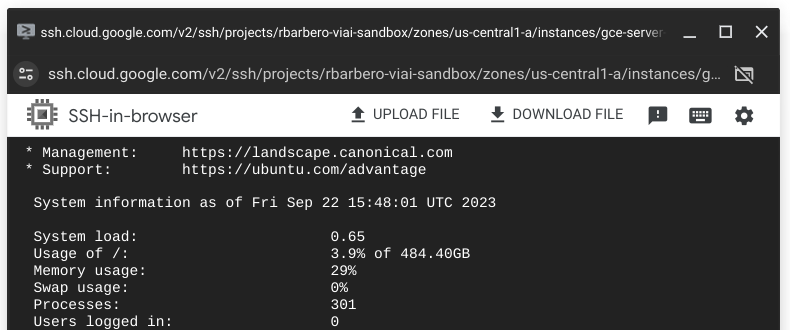 ssh.cloud.google.com/v2/ssh/projects/rbarbero-viai-sandbox/zones/us-central1-a/instances/gce-server-
ssh.cloud.google.com/v2/ssh/projects/rbarbero-viai-sandbox/zones/us-central1-a/instances/g...
SSH-in-browser UPLOAD FILE DOWNLOAD FILE
* Management: https://landscape.canonical.com
* Support: https://ubuntu.com/advantage
System information as of Fri Sep 22 15:48:01 UTC 2023
System load: 0.65
Usage of /: 3.9% of 484.40GB
Memory usage: 29%
Swap usage: 0%
Processes: 301
Users logged in: 0